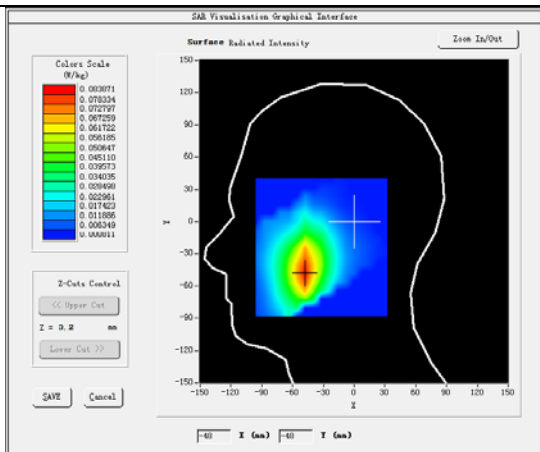 SAR Visualisation Graphical Interface
Surface Radiated Intensity
Zoom In/Out
Colors Scale
(W/kg)
0.083871
0.078334
0.072797
0.067259
0.061722
0.056185
0.050647
0.045110
0.039573
0.034035
0.028498
0.022961
0.017423
0.011886
0.006349
0.000811
150
120
90
60
30
0
-30
-60
-90
-120
-150
Y
-150 -120 -90 -60 -30 0 30 60 90 120 150
X
Z-Cuts Control
<< Upper Cut
Z = 3.2 mm
Lower Cut >>
SAVE Cancel
-48 X (mm) -48 Y (mm)